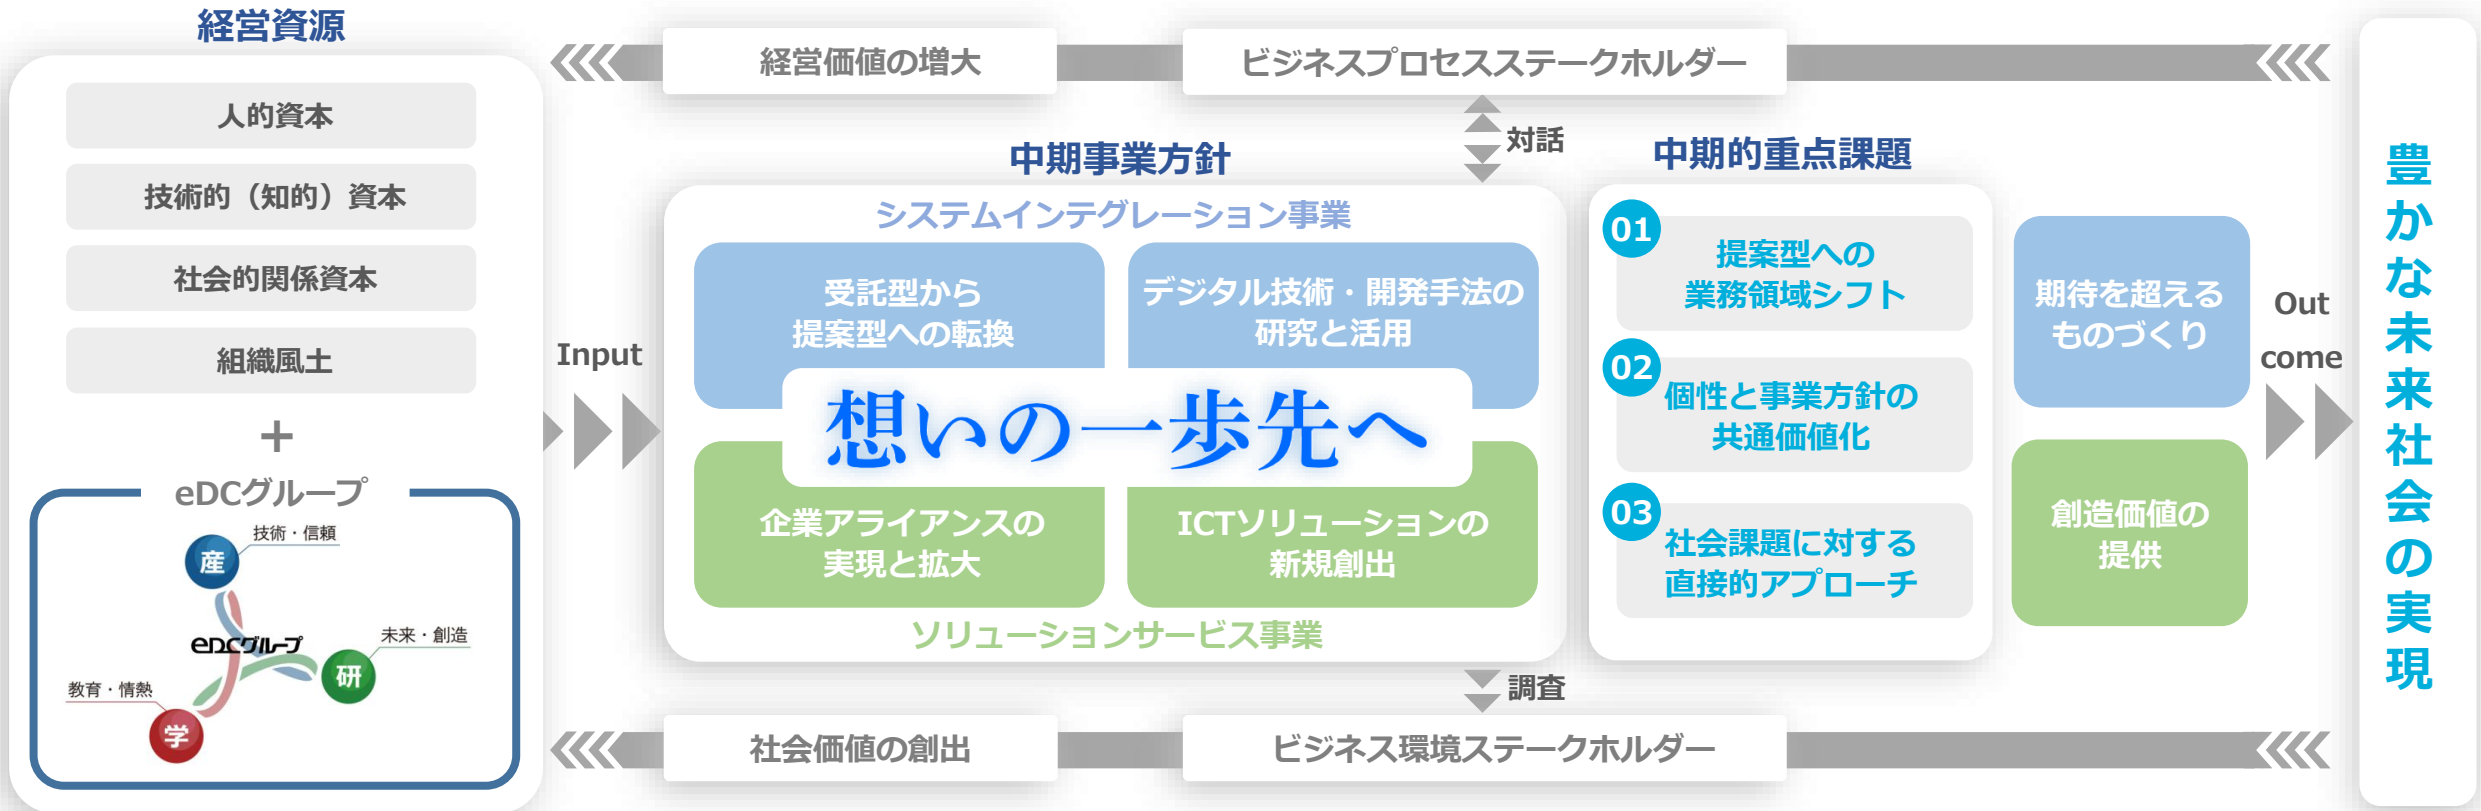 経営資源
人的資本
技術的（知的）資本
社会的関係資本
組織風土
+
eDCグループ
技術・信頼
産
eDCグループ
未来・創造
研
教育・情熱
学
経営価値の増大
ビジネスプロセスステークホルダー
対話
Input
中期事業方針
システムインテグレーション事業
受託型から
提案型への転換
デジタル技術・開発手法の
研究と活用
想いの一歩先へ
企業アライアンスの
実現と拡大
ICTソリューションの
新規創出
ソリューションサービス事業
調査
社会価値の創出
ビジネス環境ステークホルダー
中期的重点課題
01
提案型への
業務領域シフト
02
個性と事業方針の
共通価値化
03
社会課題に対する
直接的アプローチ
期待を超える
ものづくり
創造価値の
提供
Out
come
豊かな未来社会の実現